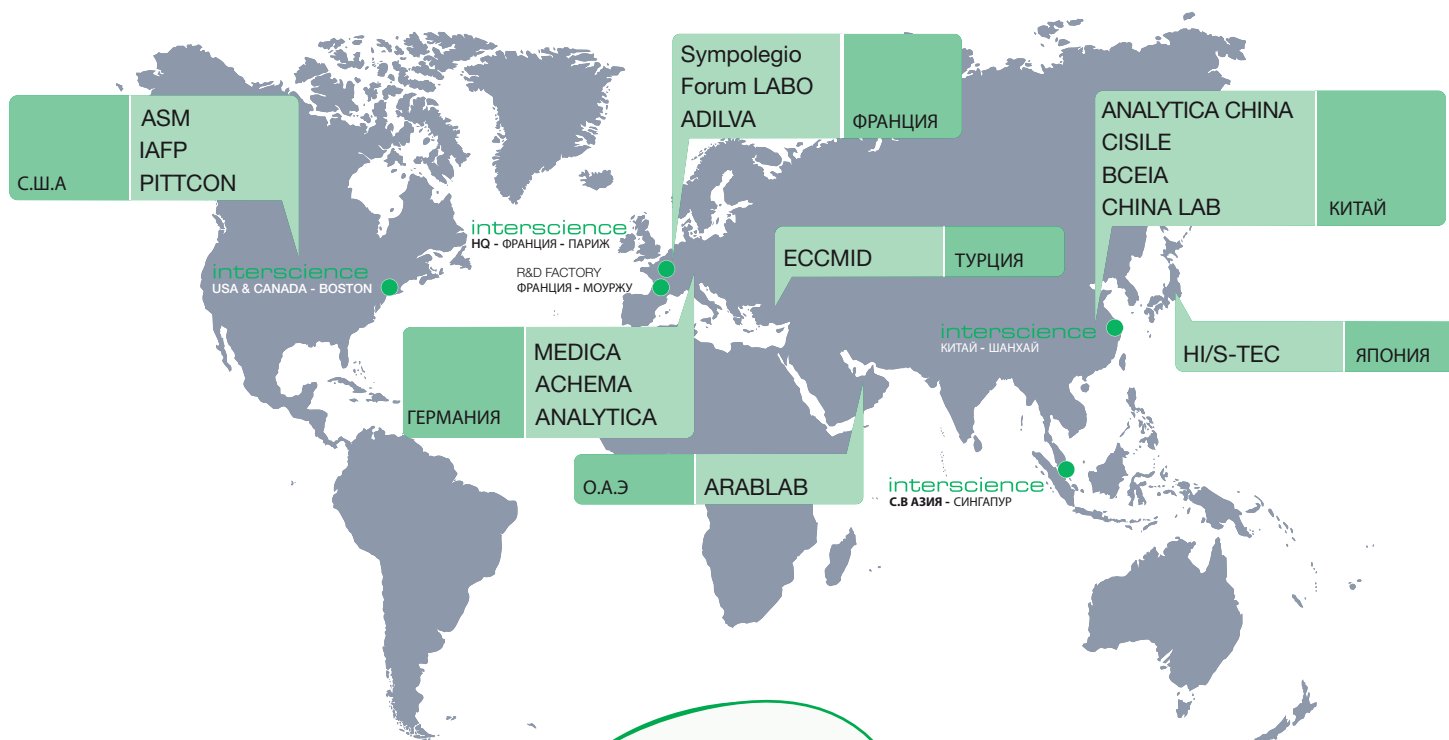 Sympolegio
Forum LABO
ADILVA
ФРАНЦИЯ
ASM
IAFP
PITTCON
С.Ш.А
ANALYTICA CHINA
CISILE
BCEIA
CHINA LAB
КИТАЙ
interscience
HQ - ФРАНЦИЯ - ПАРИЖ
R&D FACTORY
ФРАНЦИЯ - МОУРЖУ
interscience
USA & CANADA - BOSTON
ECCMID
ТУРЦИЯ
interscience
КИТАЙ - ШАНХАЙ
HI/S-TEC
ЯПОНИЯ
MEDICA
ACHEMA
ANALYTICA
ГЕРМАНИЯ
О.А.Э
ARABLAB
interscience
С.В АЗИЯ - СИНГАПУР